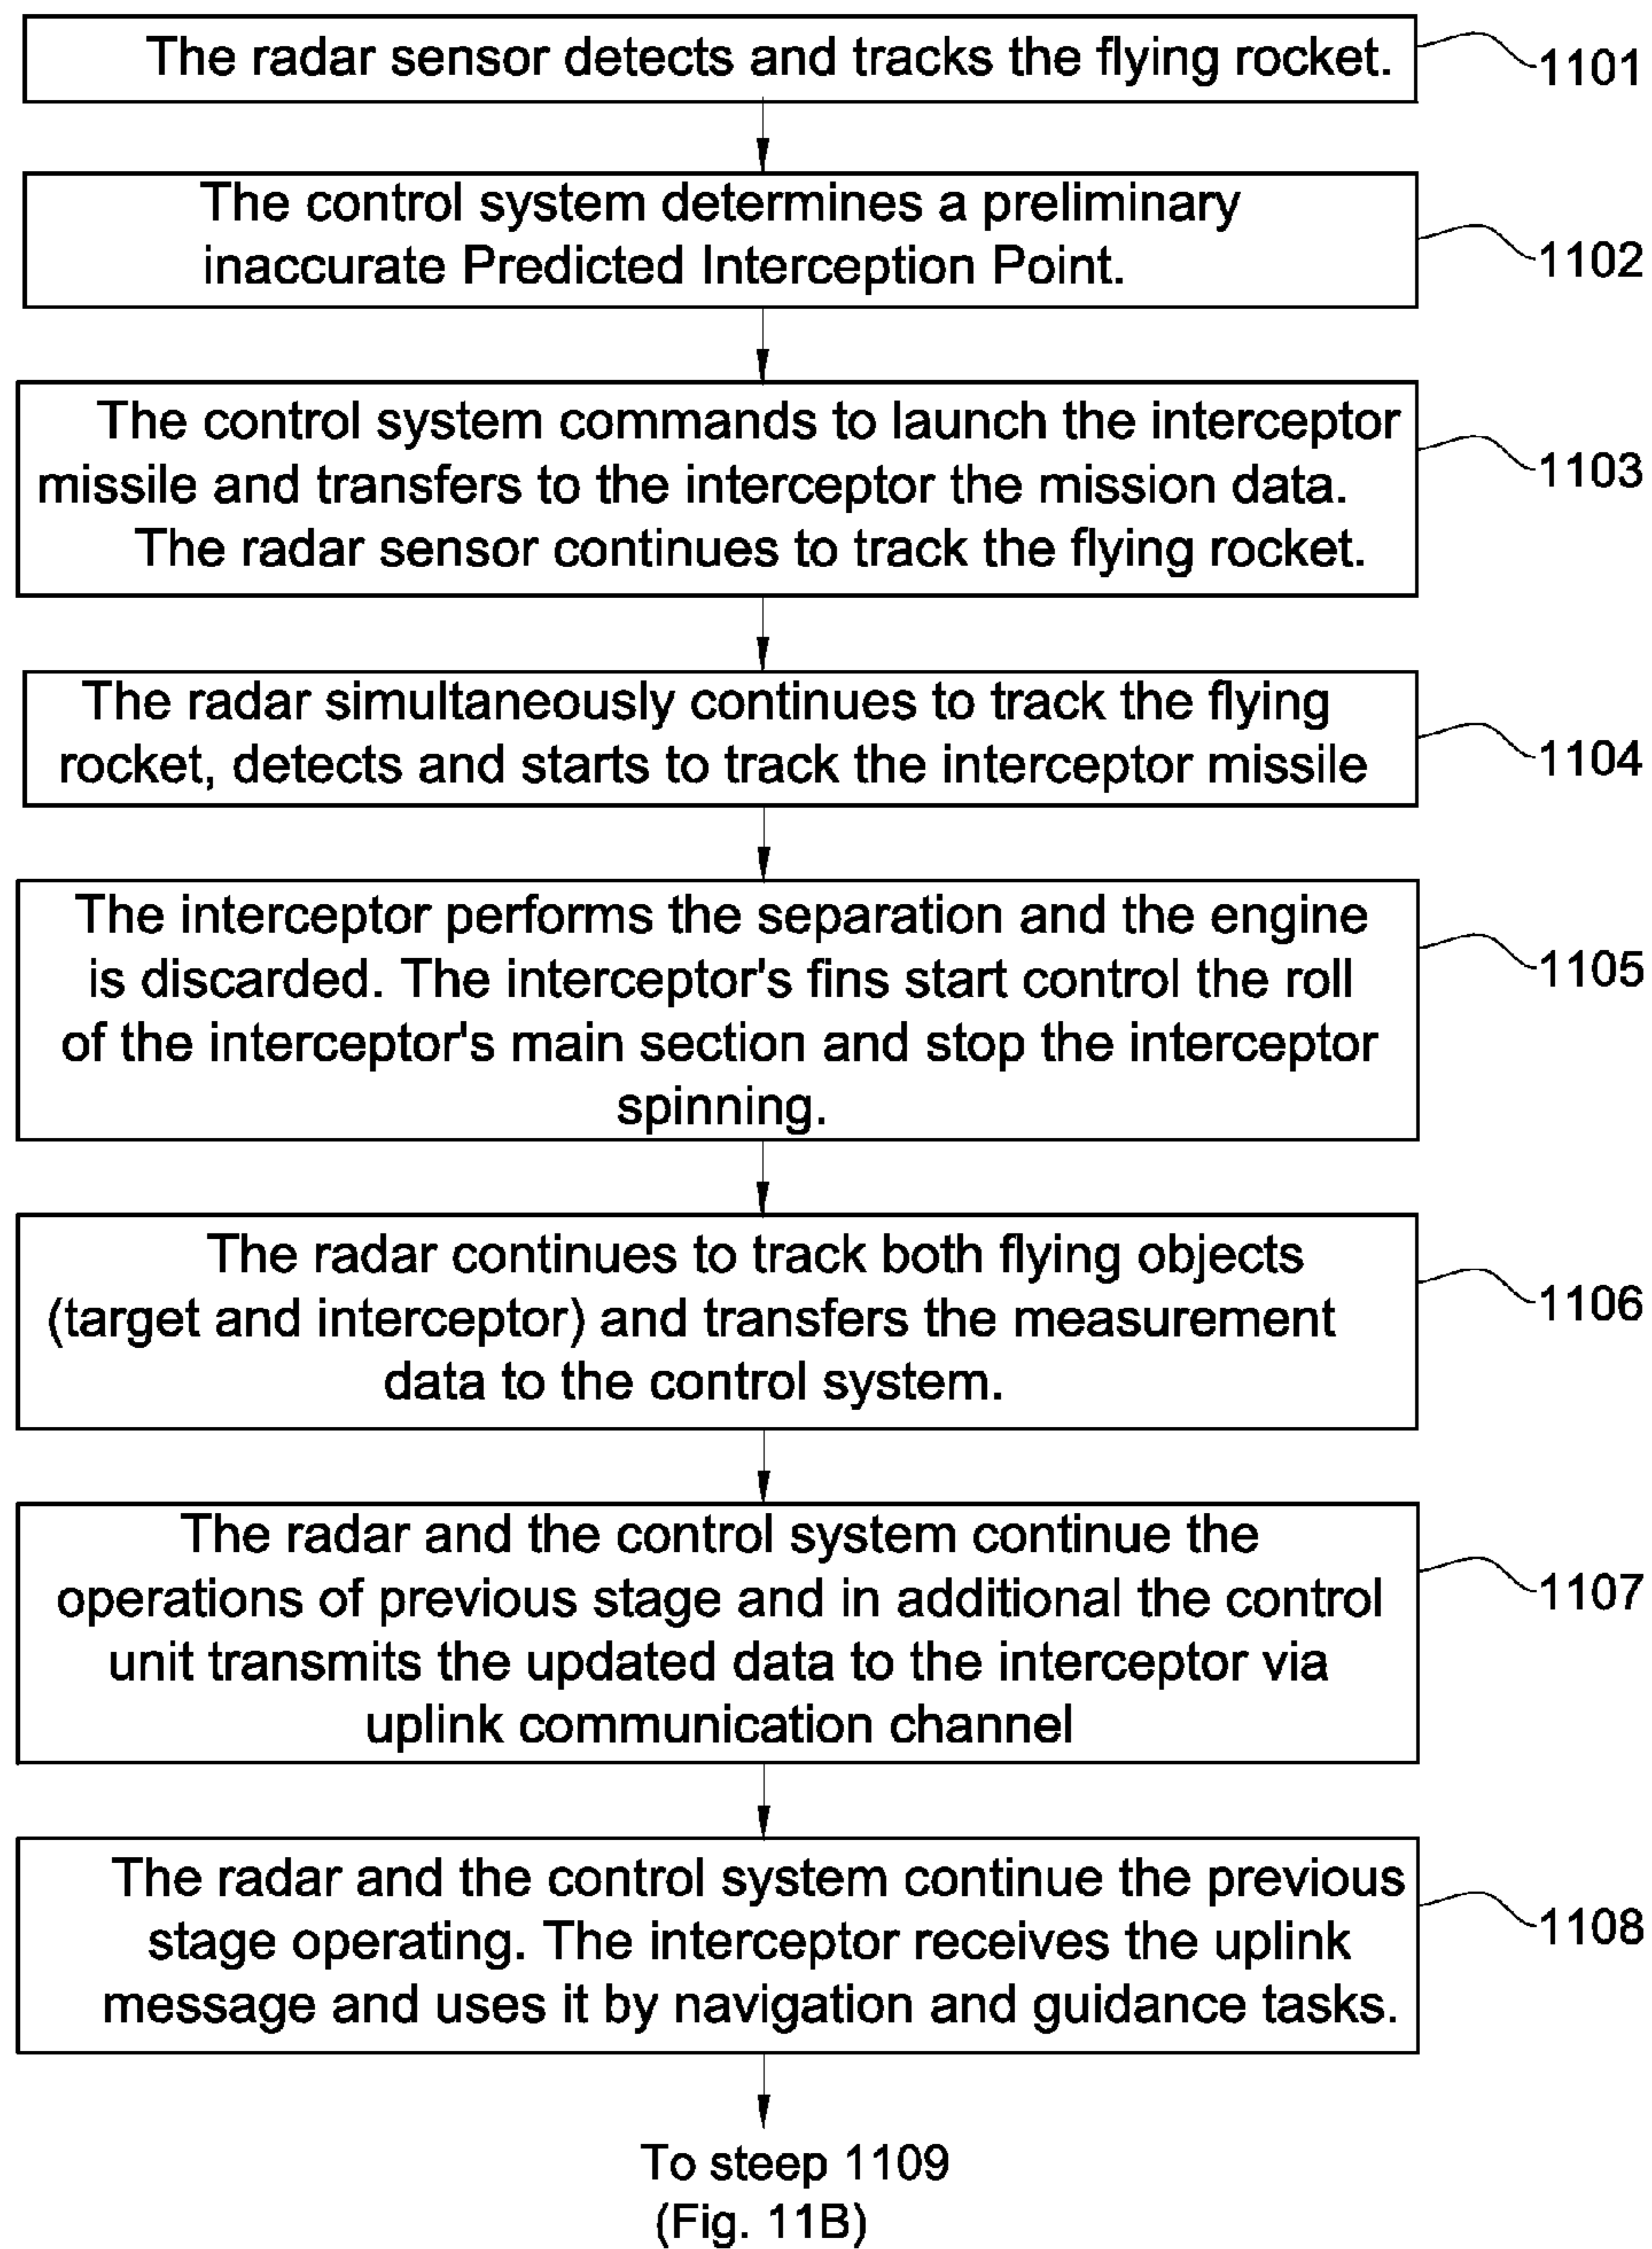 The radar sensor detects and tracks the flying rocket.
1101
The control system determines a preliminary
inaccurate Predicted Interception Point.
1102
The control system commands to launch the interceptor
missile and transfers to the interceptor the mission data.
The radar sensor continues to track the flying rocket.
1103
The radar simultaneously continues to track the flying
rocket, detects and starts to track the interceptor missile
1104
The interceptor performs the separation and the engine
is discarded. The interceptor's fins start control the roll
of the interceptor's main section and stop the interceptor
spinning.
1105
The radar continues to track both flying objects
(target and interceptor) and transfers the measurement
data to the control system.
1106
The radar and the control system continue the
operations of previous stage and in additional the control
unit transmits the updated data to the interceptor via
uplink communication channel
1107
The radar and the control system continue the previous
stage operating. The interceptor receives the uplink
message and uses it by navigation and guidance tasks.
1108
To steep 1109
(Fig. 11B)